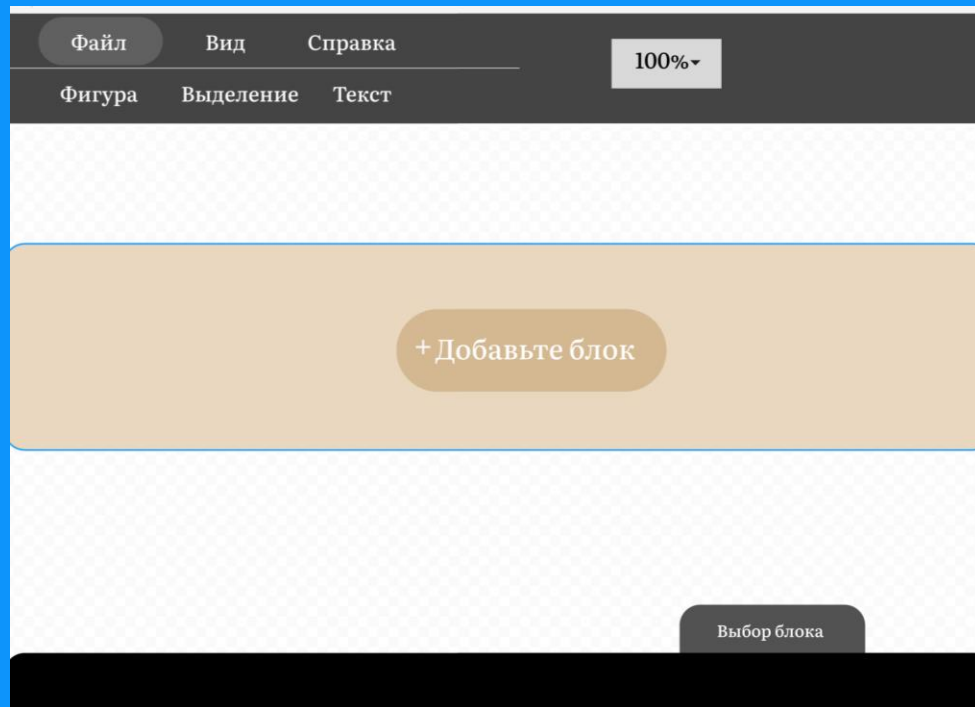 Файл Вид Справка
100%
Фигура Выделение Текст
+Добавьте блок
Выбор блока